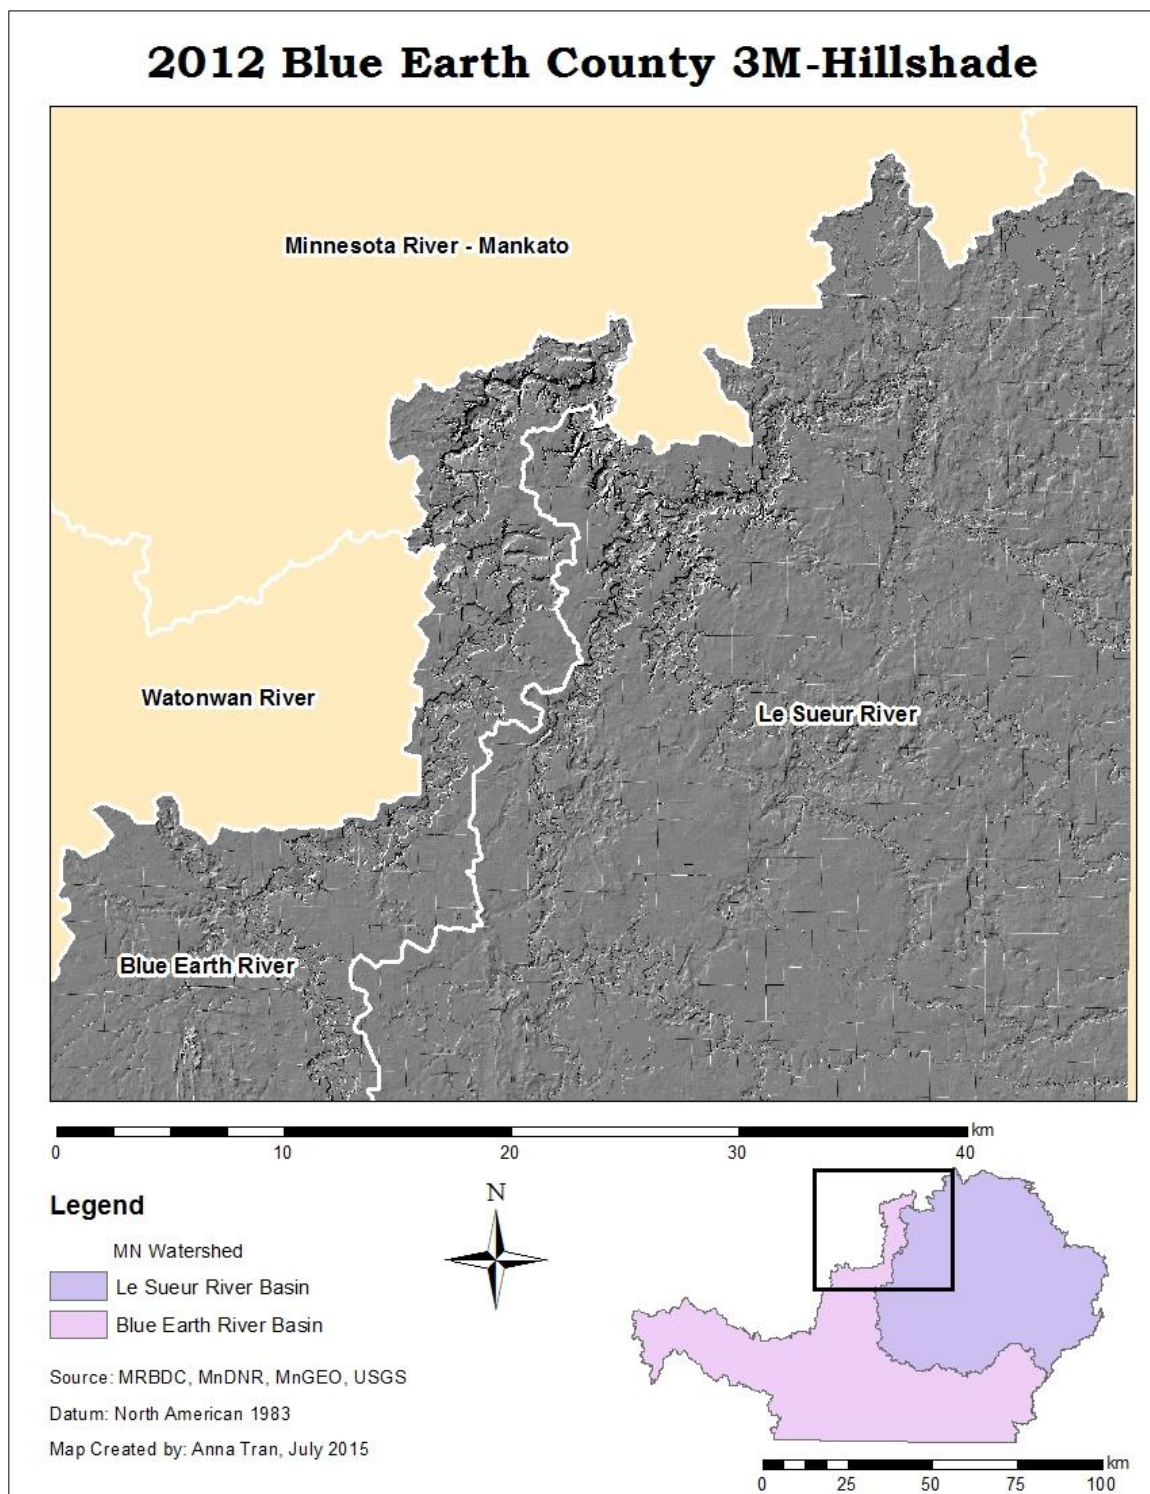 2012 Blue Earth County 3M-Hillshade
Minnesota River - Mankato
Watonwan River
Le Sueur River
Blue Earth River
km
0 10 20 30 40
Legend
N
MN Watershed
Le Sueur River Basin
Blue Earth River Basin
Source: MRBDC, MnDNR, MnGEO, USGS
Datum: North American 1983
Map Created by: Anna Tran, July 2015
km
0 25 50 75 100